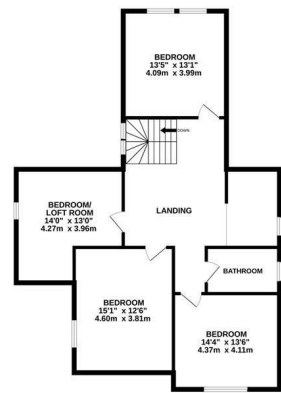 BEDROOM
13'5" x 13'1"
4.09m x 3.99m
DOWN
BEDROOM/
LOFT ROOM
14'0" x 13'0"
4.27m x 3.96m
LANDING
BATHROOM
BEDROOM
15'1" x 12'6"
4.60m x 3.81m
BEDROOM
14'4" x 13'6"
4.37m x 4.11m